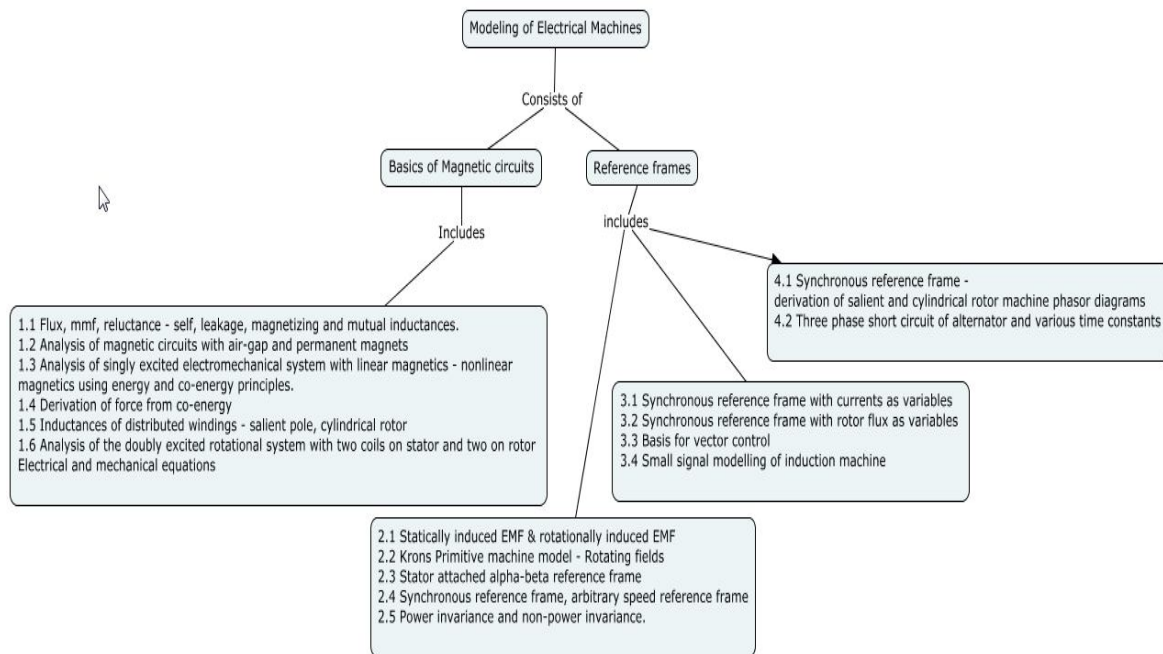 Modeling of Electrical Machines
Consists of
Basics of Magnetic circuits
Reference frames
Includes
includes
1.1 Flux, mmf, reluctance - self, leakage, magnetizing and mutual inductances.
1.2 Analysis of magnetic circuits with air-gap and permanent magnets
1.3 Analysis of singly excited electromechanical system with linear magnetics - nonlinear
magnetics using energy and co-energy principles.
1.4 Derivation of force from co-energy
1.5 Inductances of distributed windings - salient pole, cylindrical rotor
1.6 Analysis of the doubly excited rotational system with two coils on stator and two on rotor
Electrical and mechanical equations
2.1 Statically induced EMF & rotationally induced EMF
2.2 Krons Primitive machine model - Rotating fields
2.3 Stator attached alpha-beta reference frame
2.4 Synchronous reference frame, arbitrary speed reference frame
2.5 Power invariance and non-power invariance.
3.1 Synchronous reference frame with currents as variables
3.2 Synchronous reference frame with rotor flux as variables
3.3 Basis for vector control
3.4 Small signal modelling of induction machine
4.1 Synchronous reference frame -
derivation of salient and cylindrical rotor machine phasor diagrams
4.2 Three phase short circuit of alternator and various time constants